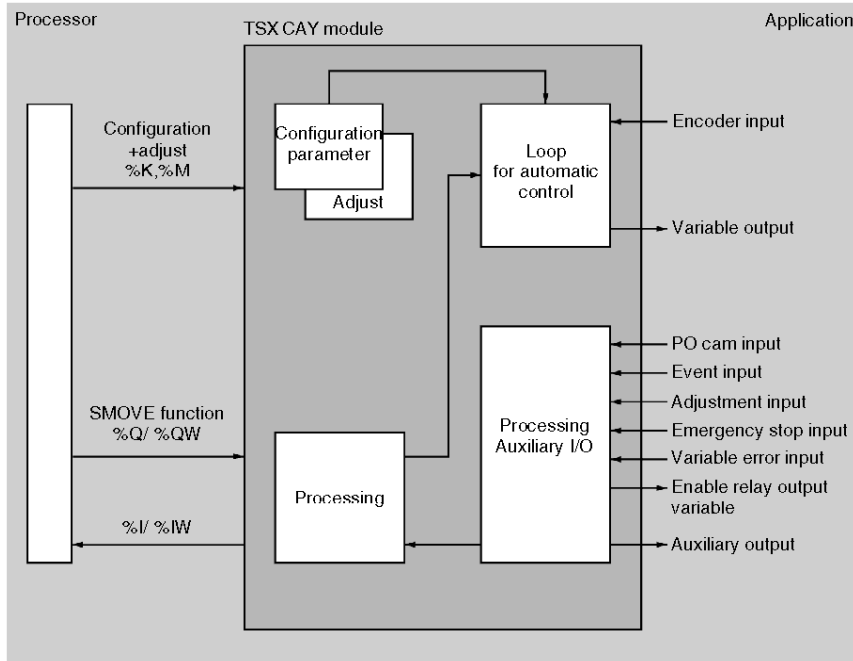 Processor
TSX CAY module
Application
Configuration
+adjust
%K,%M
Configuration
parameter
Adjust
Loop
for automatic
control
Encoder input
Variable output
SMOVE function
%Q/ %QW
%I/ %IW
Processing
Processing
Auxiliary I/O
PO cam input
Event input
Adjustment input
Emergency stop input
Variable error input
Enable relay output
variable
Auxiliary output